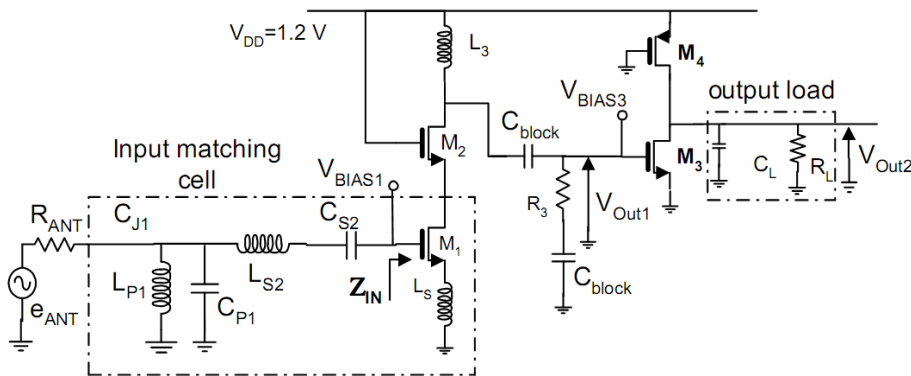 V_DD=1.2 V
L_3
M_4
output load
V_BIAS3
C_block
M_2
Input matching
cell
V_BIAS1
M_3
C_L
R_L
V_Out2
R_3
V_Out1
R_ANT
C_J1
C_S2
M_1
L_P1
C_P1
L_S2
Z_IN
L_S
e_ANT
C_block